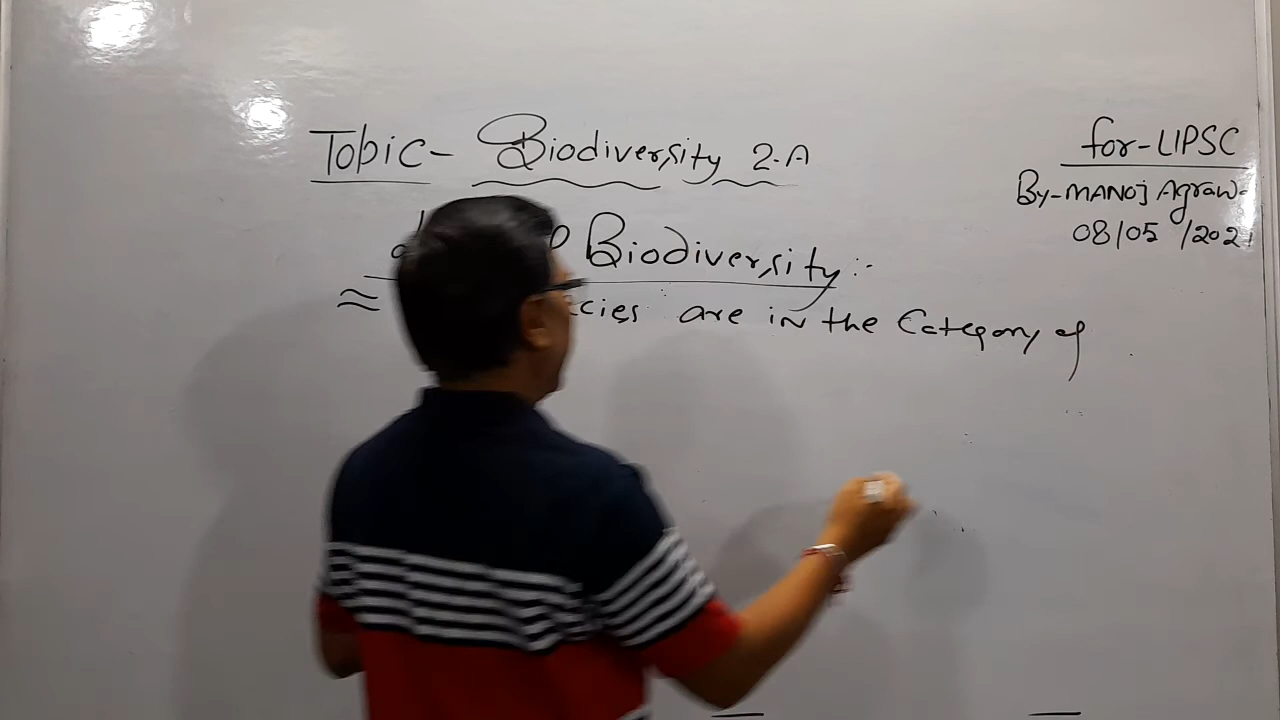 Topic- Biodiversity 2.A
for-UPSC
By-MANOJ Agraw
08/05/202
Biodiversity:-
≈ cies are in the Category of